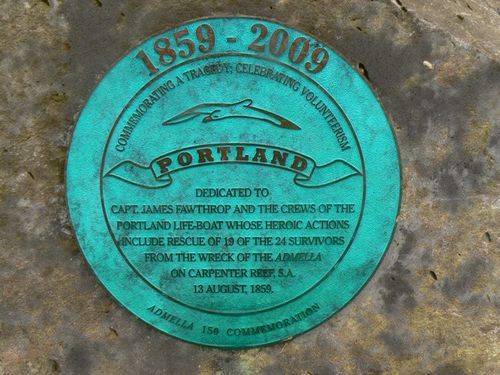 1859 - 2009
COMMEMORATING A TRAGEDY; CELEBRATING VOLUNTEERISM
PORTLAND
DEDICATED TO
CAPT. JAMES FAWTHROP AND THE CREWS OF THE
PORTLAND LIFE-BOAT WHOSE HEROIC ACTIONS
INCLUDE RESCUE OF 19 OF THE 24 SURVIVORS
FROM THE WRECK OF THE ADMELLA
ON CARPENTER REEF, S.A.
13 AUGUST, 1859.
ADMELLA 150 COMMEMORATION